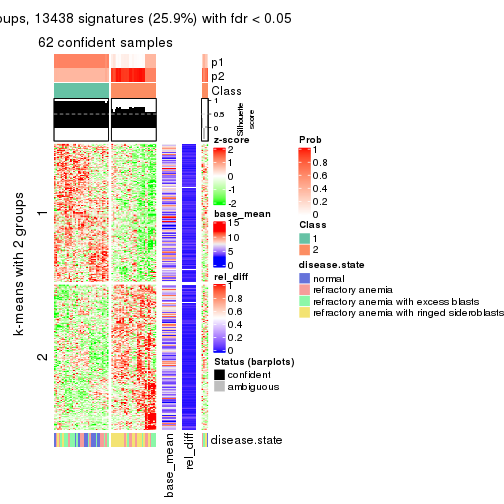 oups, 13438 signatures (25.9%) with fdr < 0.05
62 confident samples
p1
p2
Class
1
0.5
0
Silhouette
score
k-means with 2 groups
1
2
base_mean
rel_diff
disease.state
z-score
2
1
0
-1
-2
base_mean
15
10
5
0
rel_diff
1
0.8
0.6
0.4
0.2
0
Status (barplots)
confident
ambiguous
Prob
1
0.8
0.6
0.4
0.2
0
Class
1
2
disease.state
normal
refractory anemia
refractory anemia with excess blasts
refractory anemia with ringed sideroblasts